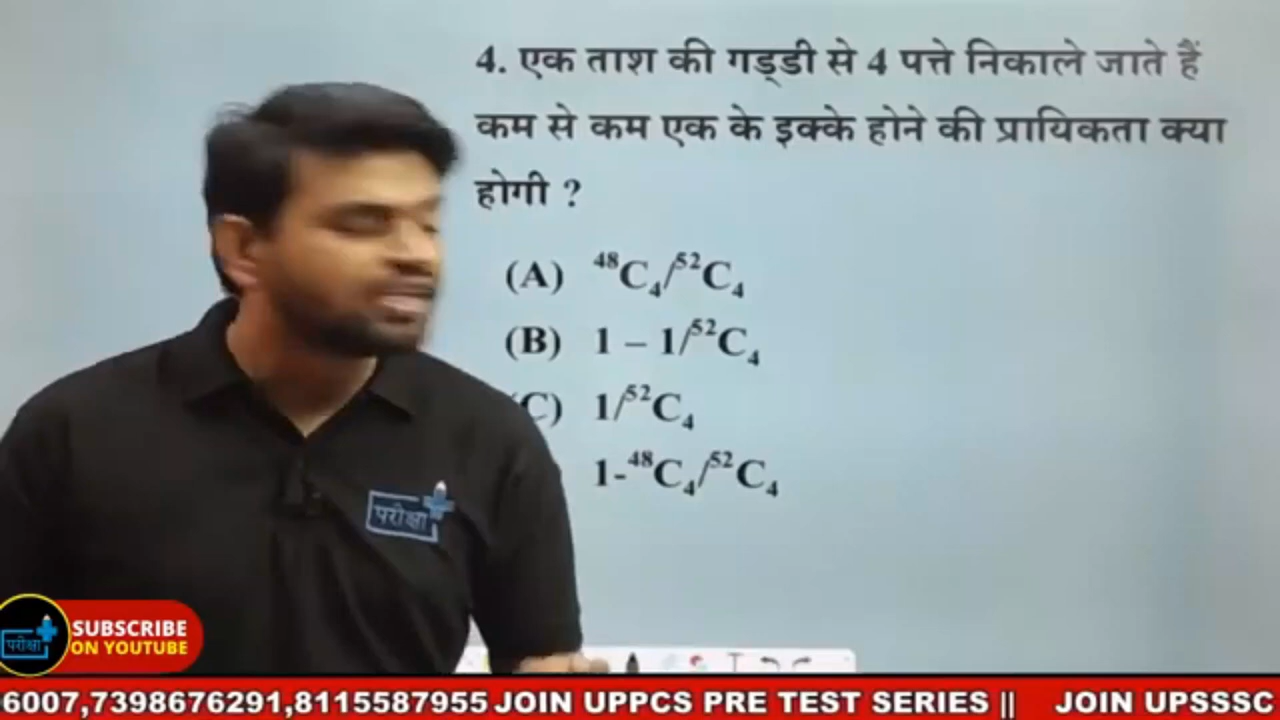 4. एक ताश की गड्डी से 4 पत्ते निकाले जाते हैं
कम से कम एक के इक्के होने की प्रायिकता क्या
होगी ?
(A) ⁴⁸C₄/⁵²C₄
(B) 1 – 1/⁵²C₄
(C) 1/⁵²C₄
1-⁴⁸C₄/⁵²C₄
परीक्षा
परीक्षा
SUBSCRIBE
ON YOUTUBE
6007,7398676291,8115587955 JOIN UPPCS PRE TEST SERIES || JOIN UPSSSC